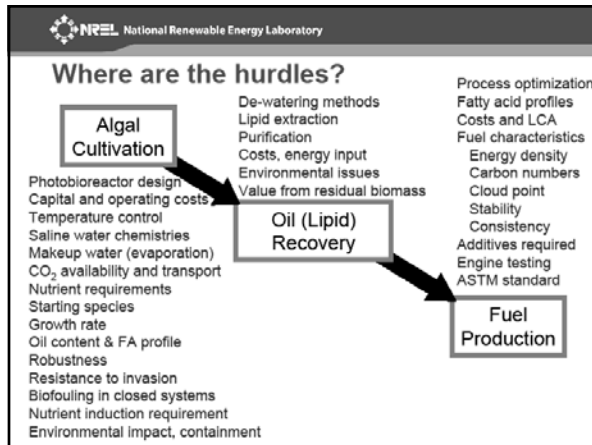 NREL National Renewable Energy Laboratory
Where are the hurdles?
Algal
Cultivation
Photobioreactor design
Capital and operating costs
Temperature control
Saline water chemistries
Makeup water (evaporation)
CO₂ availability and transport
Nutrient requirements
Starting species
Growth rate
Oil content & FA profile
Robustness
Resistance to invasion
Biofouling in closed systems
Nutrient induction requirement
Environmental impact, containment
De-watering methods
Lipid extraction
Purification
Costs, energy input
Environmental issues
Value from residual biomass
Oil (Lipid)
Recovery
Process optimization
Fatty acid profiles
Costs and LCA
Fuel characteristics
Energy density
Carbon numbers
Cloud point
Stability
Consistency
Additives required
Engine testing
ASTM standard
Fuel
Production